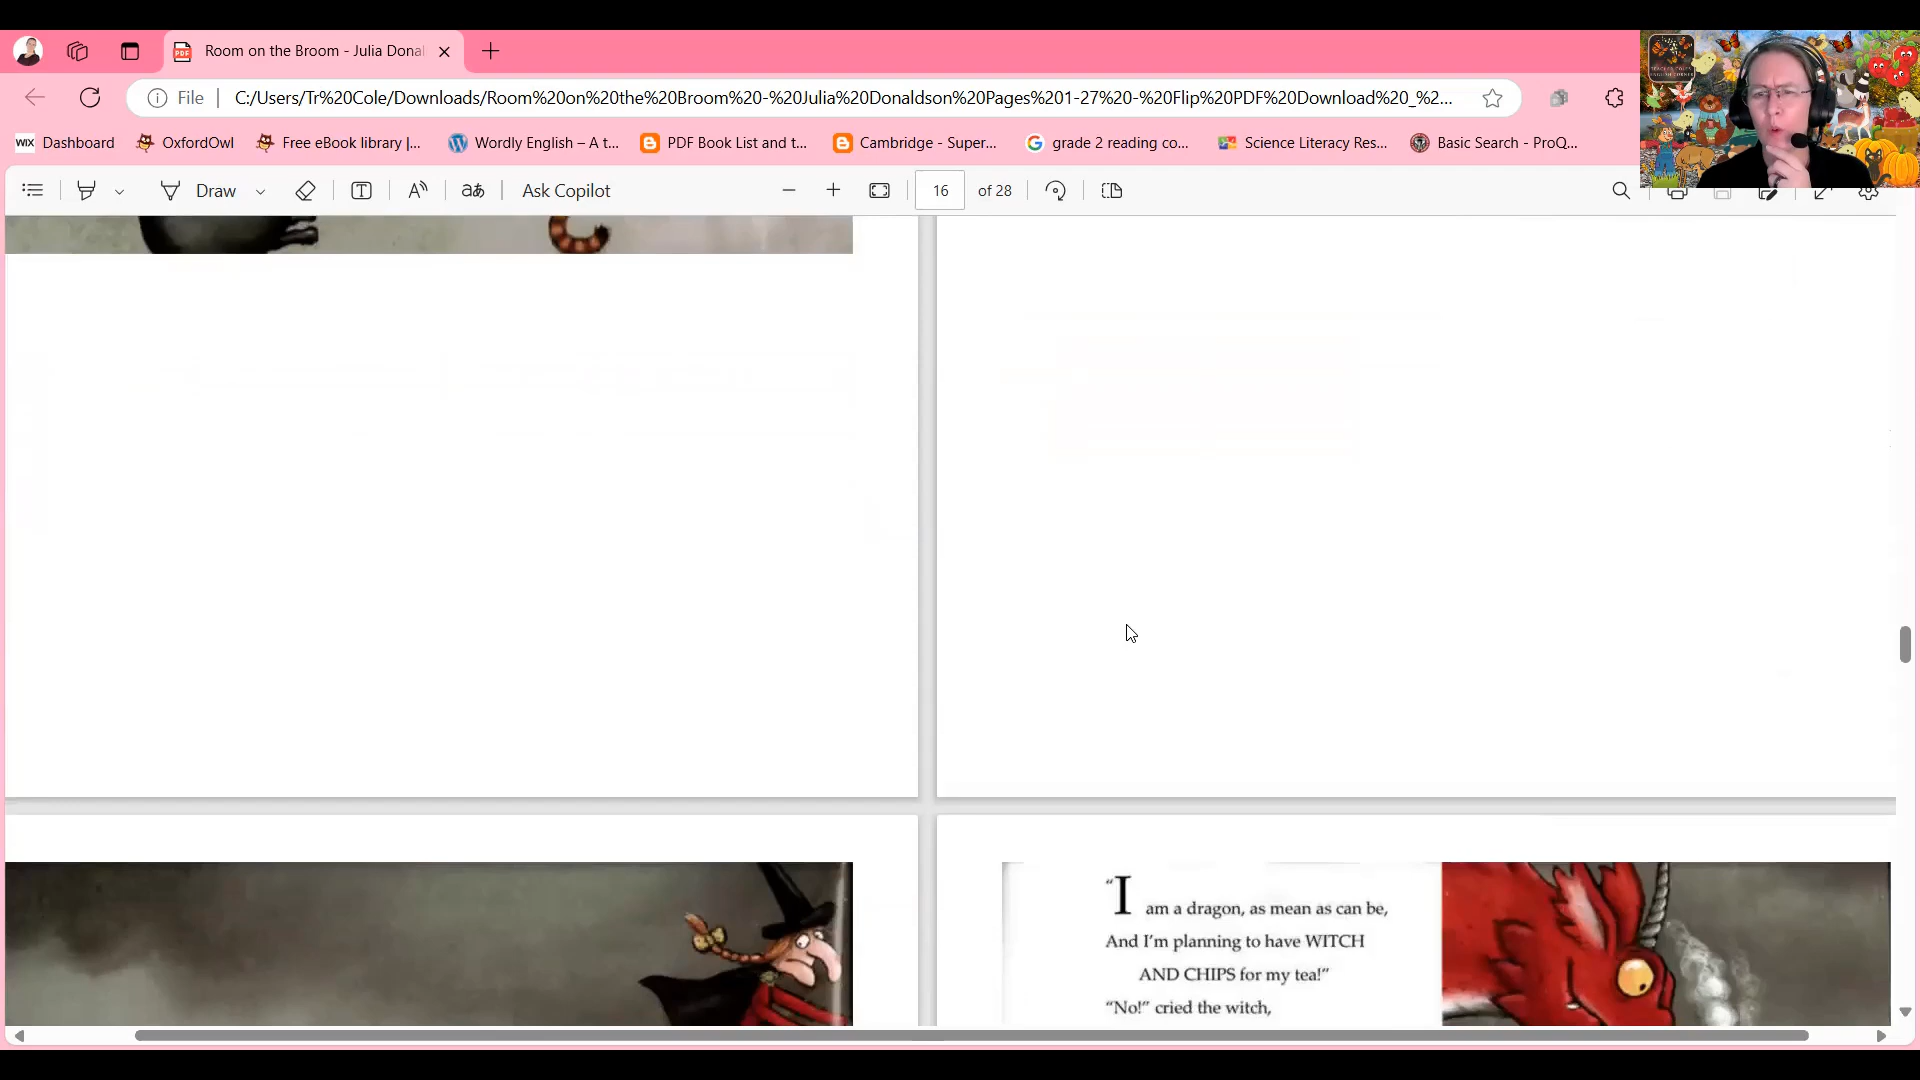 Room on the Broom - Julia Donal
File
C:/Users/Tr%20Cole/Downloads/Room%20on%20the%20Broom%20-%20Julia%20Donaldson%20Pages%201-27%20-%20Flip%20PDF%20Download%20_%2...
WIX Dashboard
OxfordOwl
Free eBook library |...
Wordly English – A t...
PDF Book List and t...
Cambridge - Super...
grade 2 reading co...
Science Literacy Res...
Basic Search - ProQ...
Draw
Ask Copilot
16 of 28
“I am a dragon, as mean as can be,
And I’m planning to have WITCH
AND CHIPS for my tea!”
“No!” cried the witch,